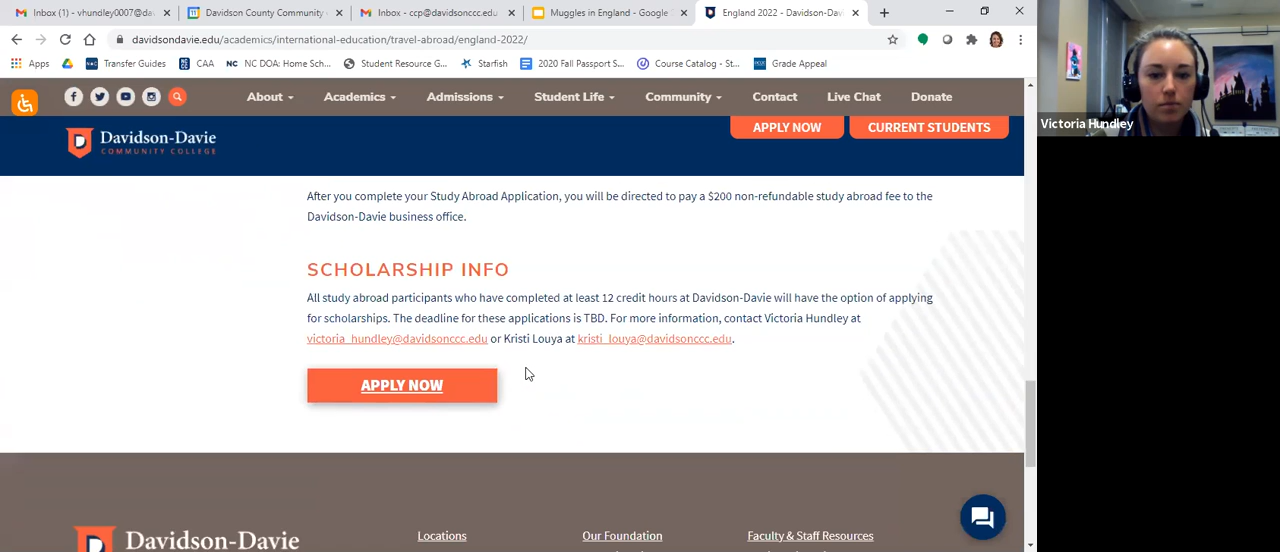 Inbox (1) - vhundley0007@da
Davidson County Community
Inbox - ccp@davidsonccc.edu
Muggles in England - Google
England 2022 - Davidson-Da
davidsondavie.edu/academics/international-education/travel-abroad/england-2022/
Apps
Transfer Guides
CAA
NC DOA: Home Sch...
Student Resource G...
Starfish
2020 Fall Passport S...
Course Catalog - St...
Grade Appeal
Victoria Hundley
About
Academics
Admissions
Student Life
Community
Contact
Live Chat
Donate
Davidson-Davie
COMMUNITY COLLEGE
APPLY NOW
CURRENT STUDENTS
After you complete your Study Abroad Application, you will be directed to pay a $200 non-refundable study abroad fee to the
Davidson-Davie business office.
SCHOLARSHIP INFO
All study abroad participants who have completed at least 12 credit hours at Davidson-Davie will have the option of applying
for scholarships. The deadline for these applications is TBD. For more information, contact Victoria Hundley at
victoria_hundley@davidsonccc.edu or Kristi Louya at kristi_louya@davidsonccc.edu.
APPLY NOW
Davidson-Davie
Locations
Our Foundation
Faculty & Staff Resources